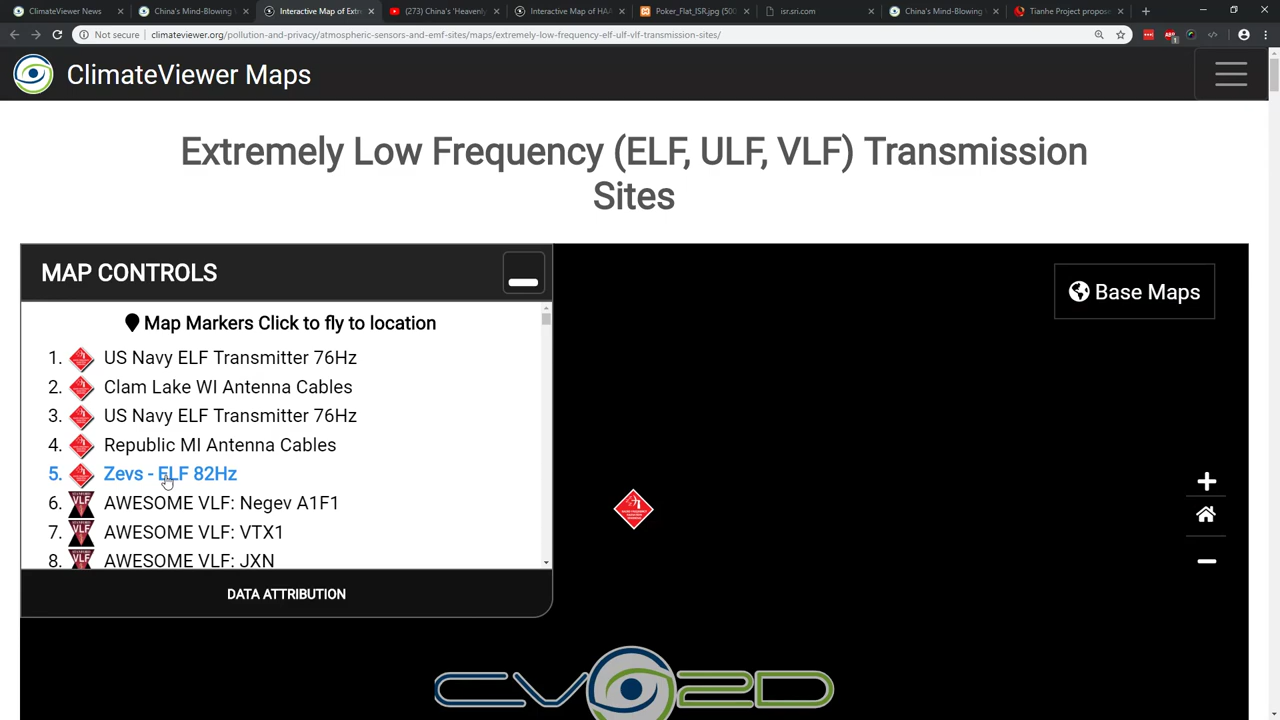 ClimateViewer News
China's Mind-Blowing
Interactive Map of Extr
(273) China's 'Heavenly
Interactive Map of HAA
Poker_Flat_ISR.jpg (500
isr.sri.com
China's Mind-Blowing
Tianhe Project propose
Not secure | climateviewer.org/pollution-and-privacy/atmospheric-sensors-and-emf-sites/maps/extremely-low-frequency-elf-ulf-vlf-transmission-sites/
ClimateViewer Maps
Extremely Low Frequency (ELF, ULF, VLF) Transmission
Sites
MAP CONTROLS
Base Maps
Map Markers Click to fly to location
1. US Navy ELF Transmitter 76Hz
2. Clam Lake WI Antenna Cables
3. US Navy ELF Transmitter 76Hz
4. Republic MI Antenna Cables
5. Zevs - ELF 82Hz
6. AWESOME VLF: Negev A1F1
7. AWESOME VLF: VTX1
8. AWESOME VLF: JXN
DATA ATTRIBUTION
CV 2D